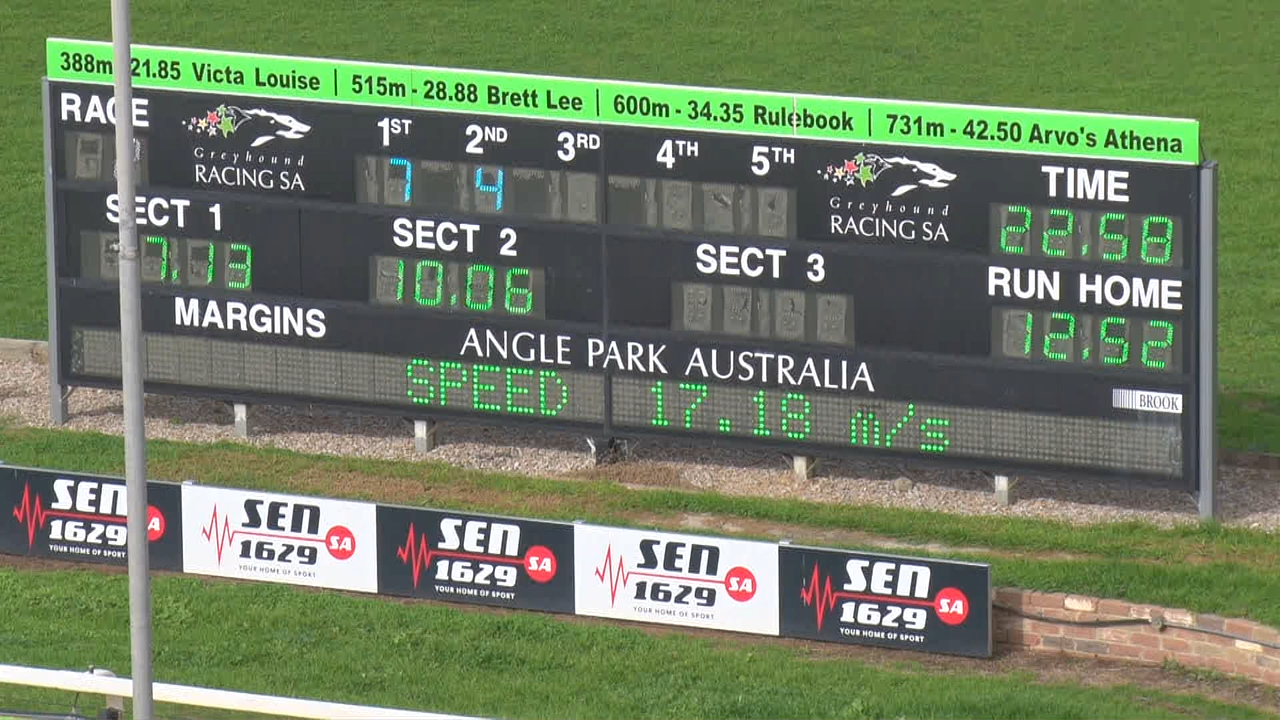 388m 21.85 Victa Louise | 515m - 28.88 Brett Lee | 600m - 34.35 Rulebook | 731m - 42.50 Arvo's Athena
RACE
Greyhound
RACING SA
1ST 2ND 3RD 4TH 5TH
7 4
Greyhound
RACING SA
TIME
22.58
SECT 1
7.13
SECT 2
10.06
SECT 3
RUN HOME
12.52
MARGINS
ANGLE PARK AUSTRALIA
SPEED 17.18 m/s
BROOK
SEN
1629 SA
YOUR HOME OF SPORT
SEN
1629 SA
YOUR HOME OF SPORT
SEN
1629 SA
YOUR HOME OF SPORT
SEN
1629 SA
YOUR HOME OF SPORT
SEN
1629 SA
YOUR HOME OF SPORT